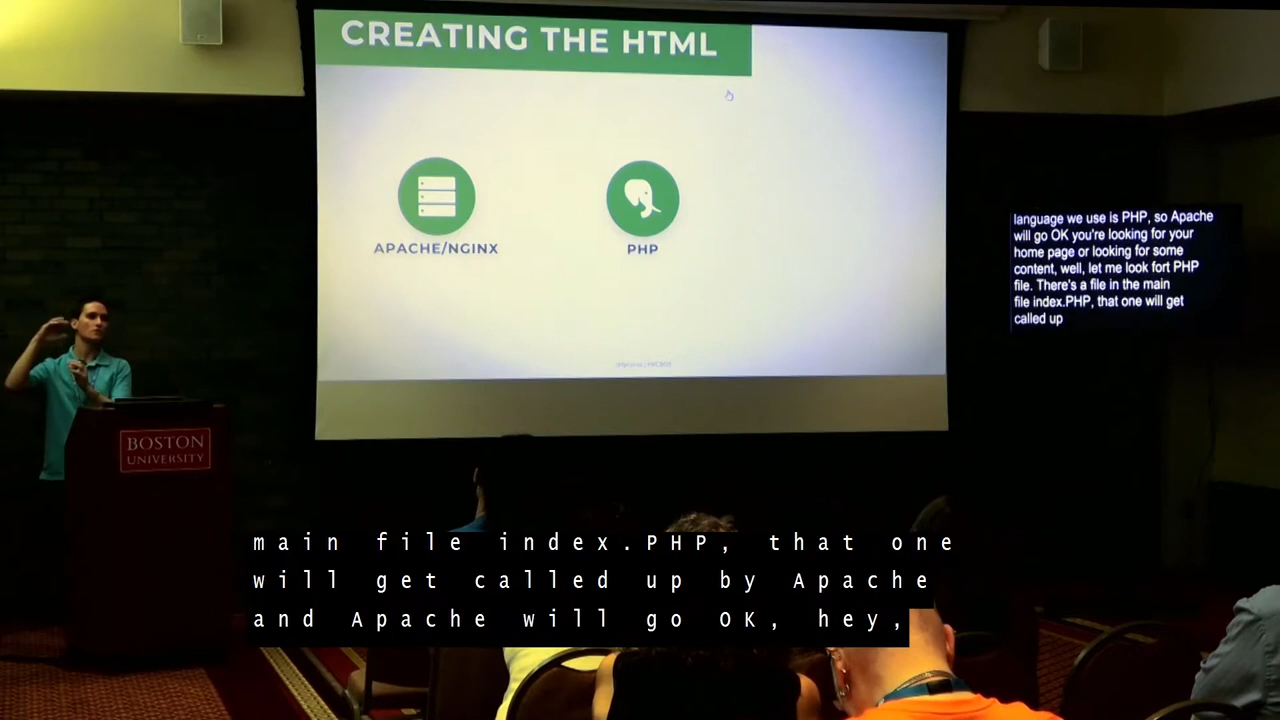 CREATING THE HTML
APACHE/NGINX
PHP
language we use is PHP, so Apache
will go OK you're looking for your
home page or looking for some
content, well, let me look fort PHP
file. There's a file in the main
file index.PHP, that one will get
called up
BOSTON
UNIVERSITY
main file index.PHP, that one
will get called up by Apache
and Apache will go OK, hey,